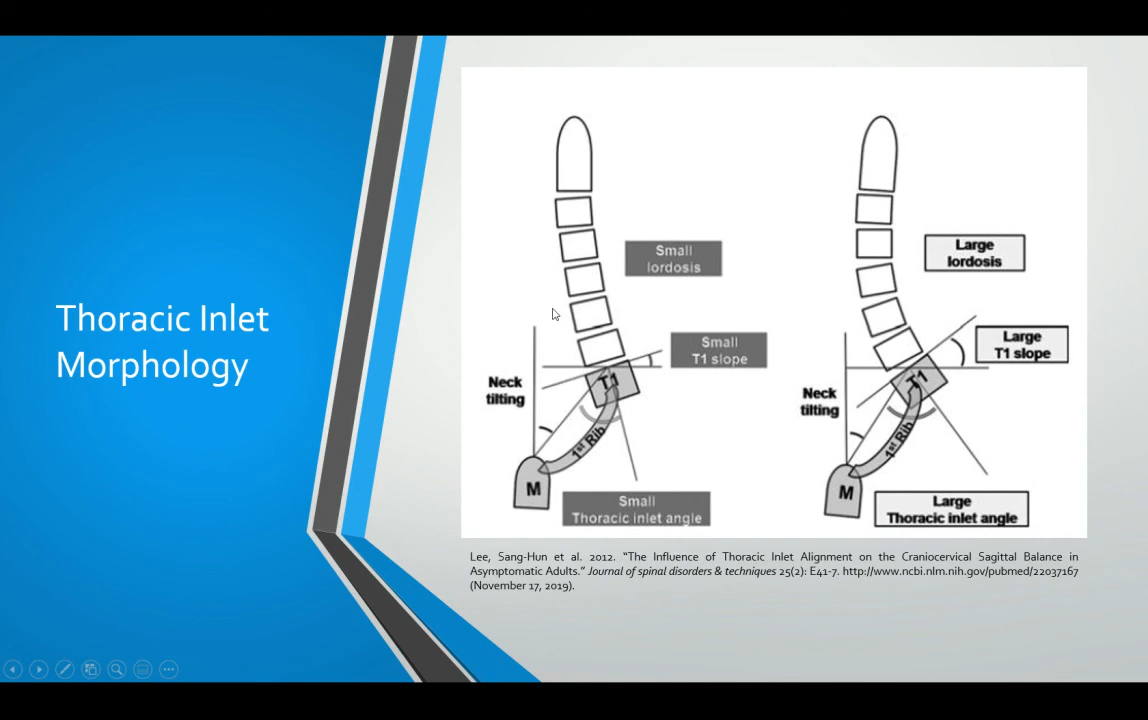 Thoracic Inlet
Morphology
Small
lordosis
Large
lordosis
Small
T1 slope
Large
T1 slope
Neck
tilting
T1
1st Rib
M
Small
Thoracic inlet angle
Neck
tilting
T1
1st Rib
M
Large
Thoracic inlet angle
Lee, Sang-Hun et al. 2012. “The Influence of Thoracic Inlet Alignment on the Craniocervical Sagittal Balance in
Asymptomatic Adults.” Journal of spinal disorders & techniques 25(2): E41-7. http://www.ncbi.nlm.nih.gov/pubmed/22037167
(November 17, 2019).